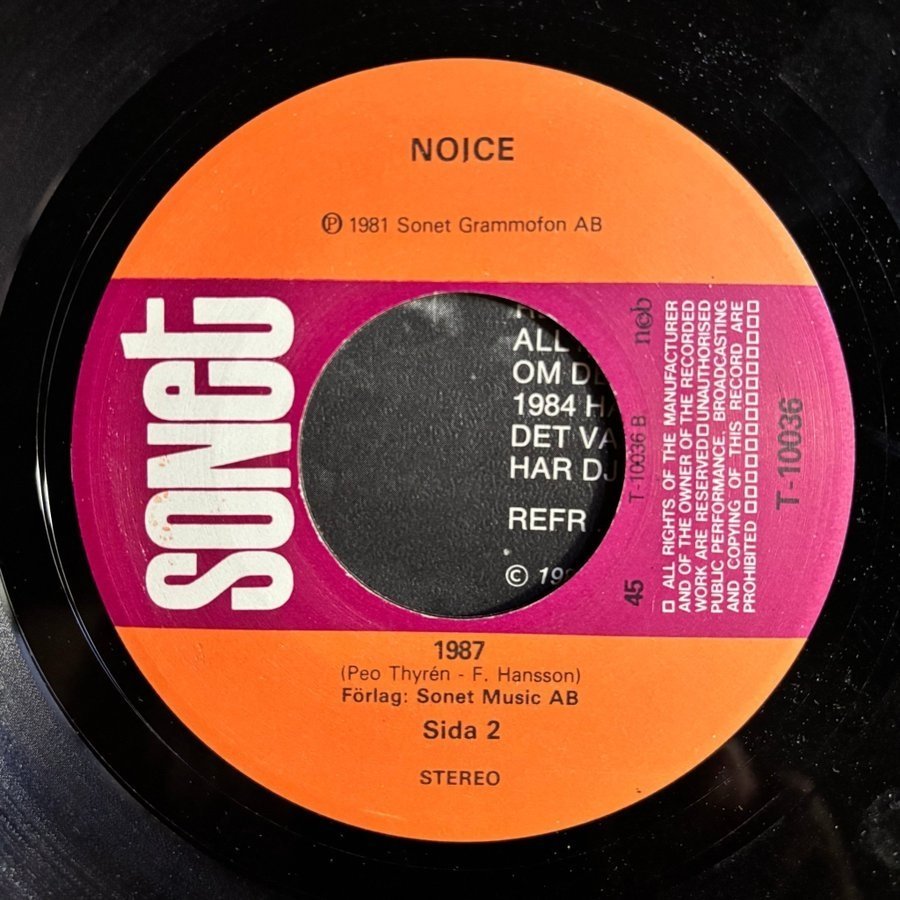 NOICE
Ⓟ 1981 Sonet Grammofon AB
sonet
ALL
OM DE
1984 HA
DET VA
HAR DJ
REFR
© 19
T-10036 B
ncb
45
□ ALL RIGHTS OF THE MANUFACTURER
AND OF THE OWNER OF THE RECORDED
WORK ARE RESERVED□UNAUTHORISED
PUBLIC PERFORMANCE, BROADCASTING
AND COPYING OF THIS RECORD ARE
PROHIBITED □□□□□□□□□□□□□□
T-10036
1987
(Peo Thyrén - F. Hansson)
Förlag: Sonet Music AB
Sida 2
STEREO